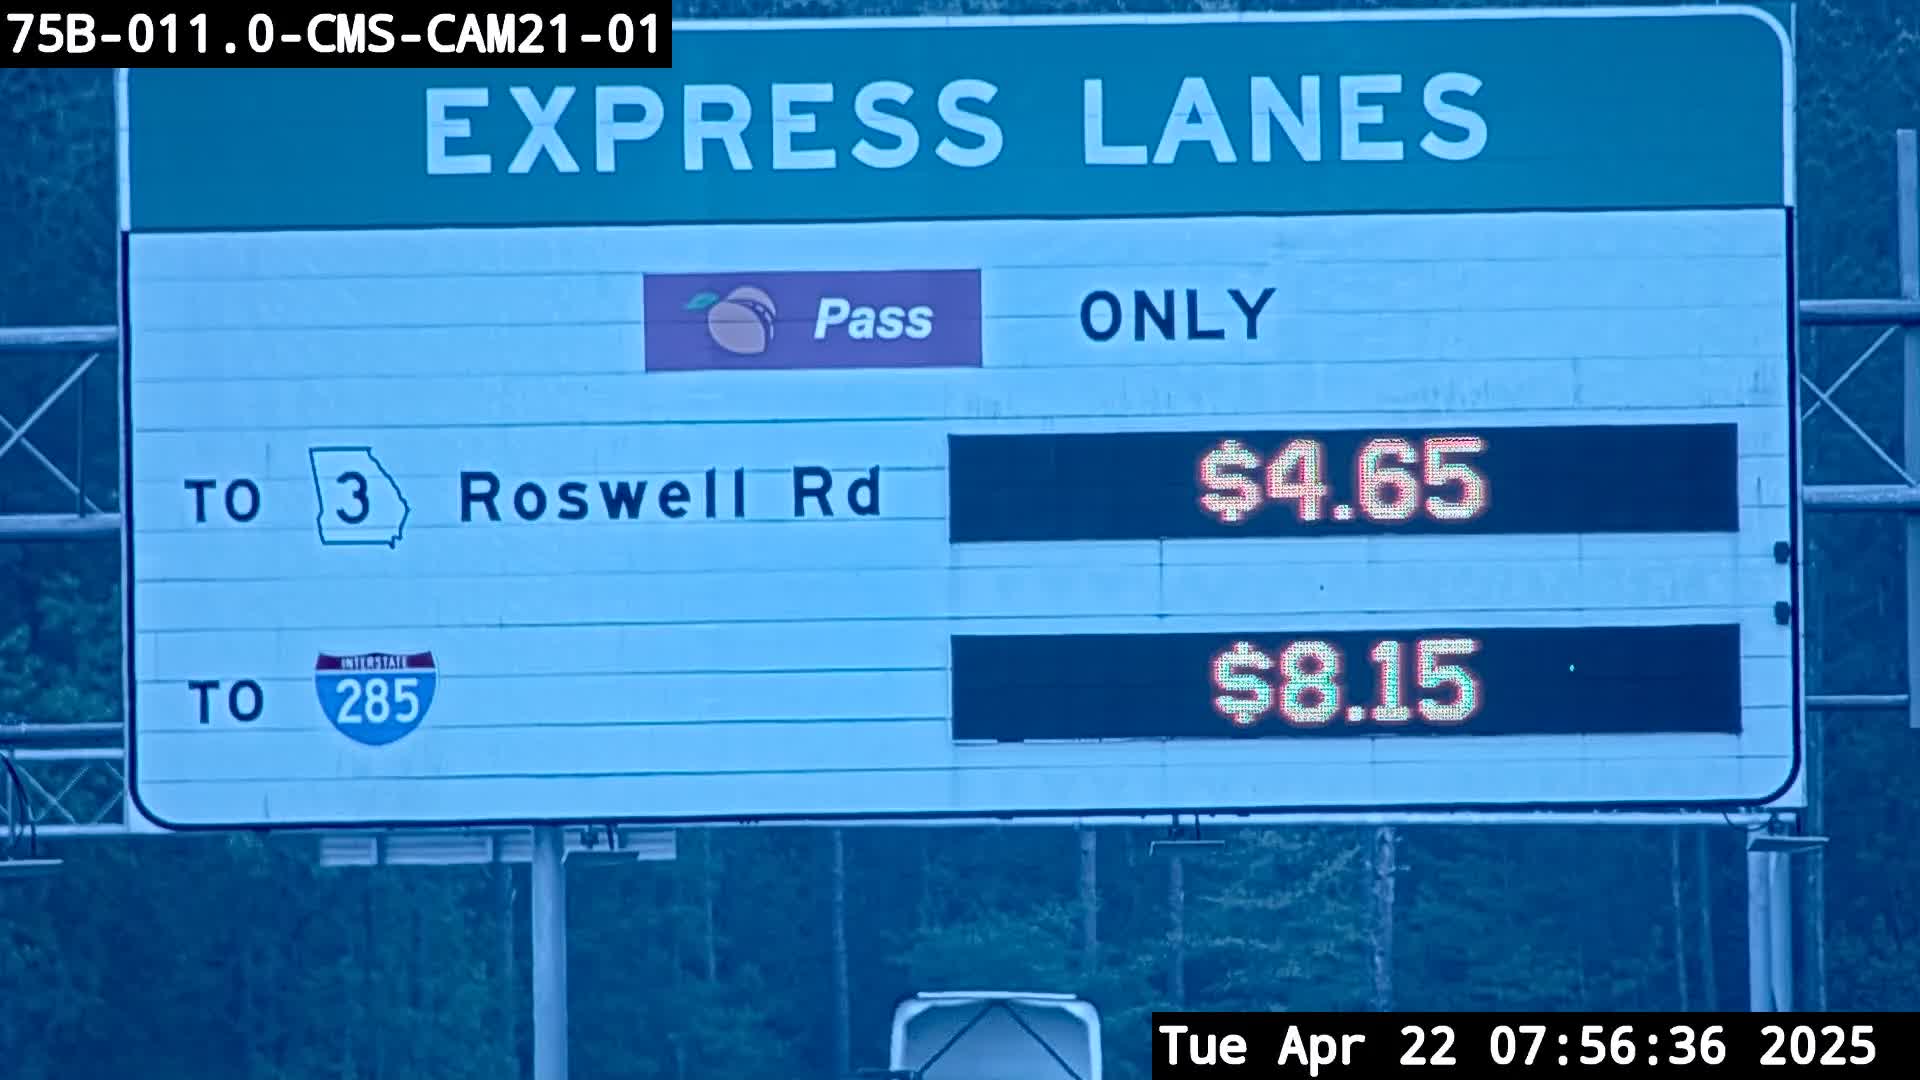 75B-011.0-CMS-CAM21-01
EXPRESS LANES
Pass ONLY
TO 3 Roswell Rd $4.65
INTERSTATE
TO 285 $8.15
Tue Apr 22 07:56:36 2025